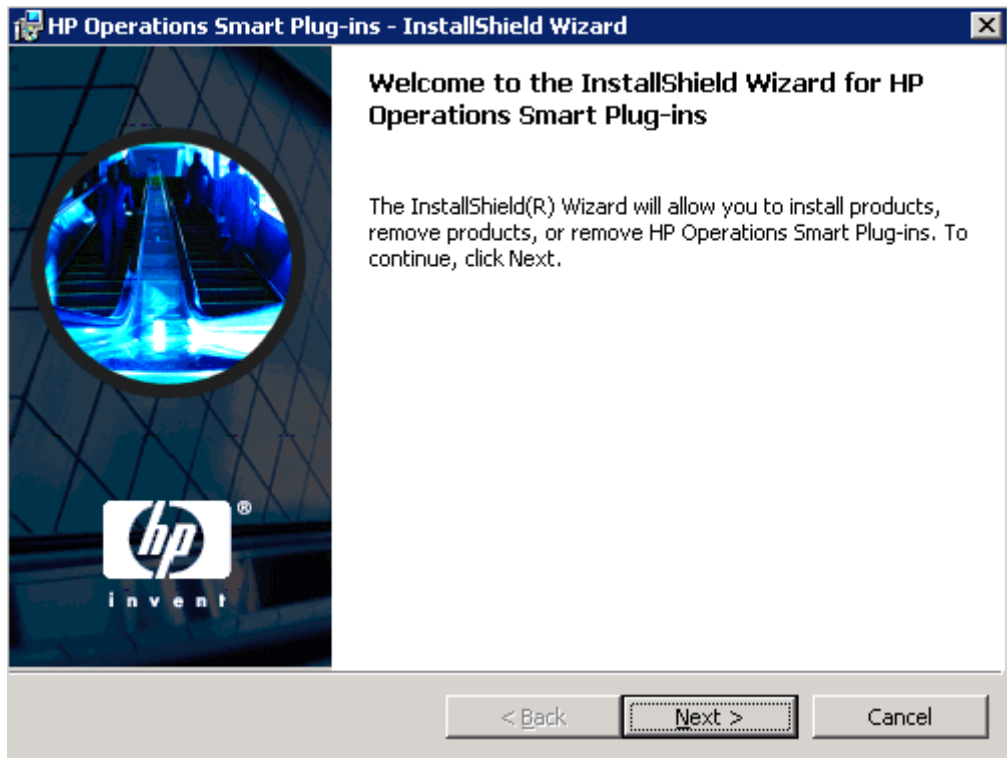 HP Operations Smart Plug-ins - InstallShield Wizard
Welcome to the InstallShield Wizard for HP
Operations Smart Plug-ins
The InstallShield(R) Wizard will allow you to install products,
remove products, or remove HP Operations Smart Plug-ins. To
continue, click Next.
hp ®
invent
< Back
Next >
Cancel